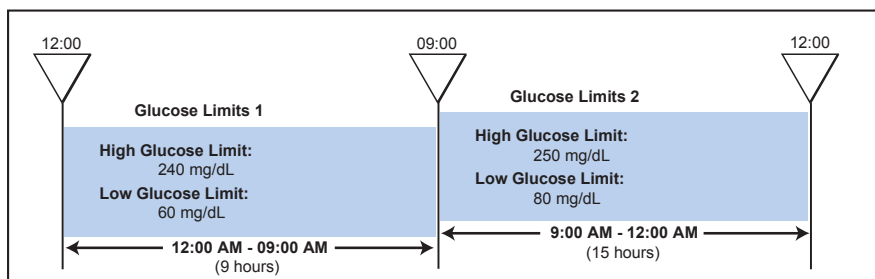 12:00
09:00
12:00
Glucose Limits 1
High Glucose Limit:
240 mg/dL
Low Glucose Limit:
60 mg/dL
12:00 AM - 09:00 AM
(9 hours)
Glucose Limits 2
High Glucose Limit:
250 mg/dL
Low Glucose Limit:
80 mg/dL
9:00 AM - 12:00 AM
(15 hours)